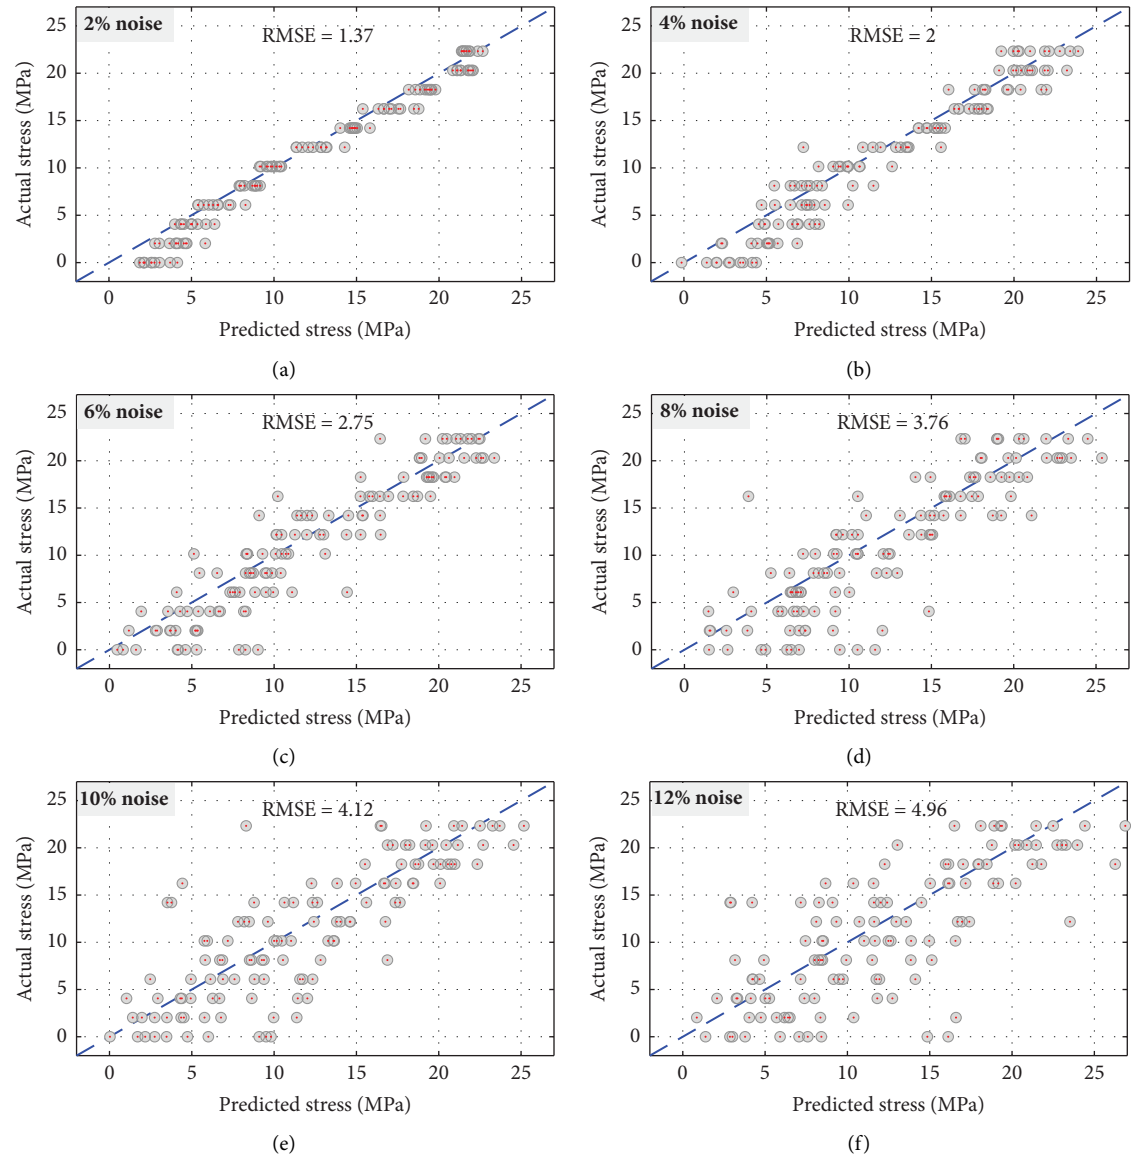 2% noise
RMSE = 1.37
25
20
15
10
5
0
Actual stress (MPa)
0 5 10 15 20 25
Predicted stress (MPa)
(a)
4% noise
RMSE = 2
25
20
15
10
5
0
Actual stress (MPa)
0 5 10 15 20 25
Predicted stress (MPa)
(b)
6% noise
RMSE = 2.75
25
20
15
10
5
0
Actual stress (MPa)
0 5 10 15 20 25
Predicted stress (MPa)
(c)
8% noise
RMSE = 3.76
25
20
15
10
5
0
Actual stress (MPa)
0 5 10 15 20 25
Predicted stress (MPa)
(d)
10% noise
RMSE = 4.12
25
20
15
10
5
0
Actual stress (MPa)
0 5 10 15 20 25
Predicted stress (MPa)
(e)
12% noise
RMSE = 4.96
25
20
15
10
5
0
Actual stress (MPa)
0 5 10 15 20 25
Predicted stress (MPa)
(f)